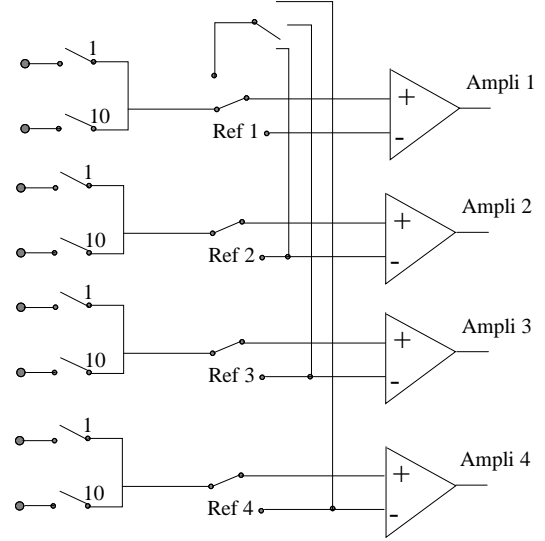 1
Ampli 1
+
10
Ref 1
-
1
Ampli 2
+
10
Ref 2
-
1
Ampli 3
+
10
Ref 3
-
1
Ampli 4
+
10
Ref 4
-